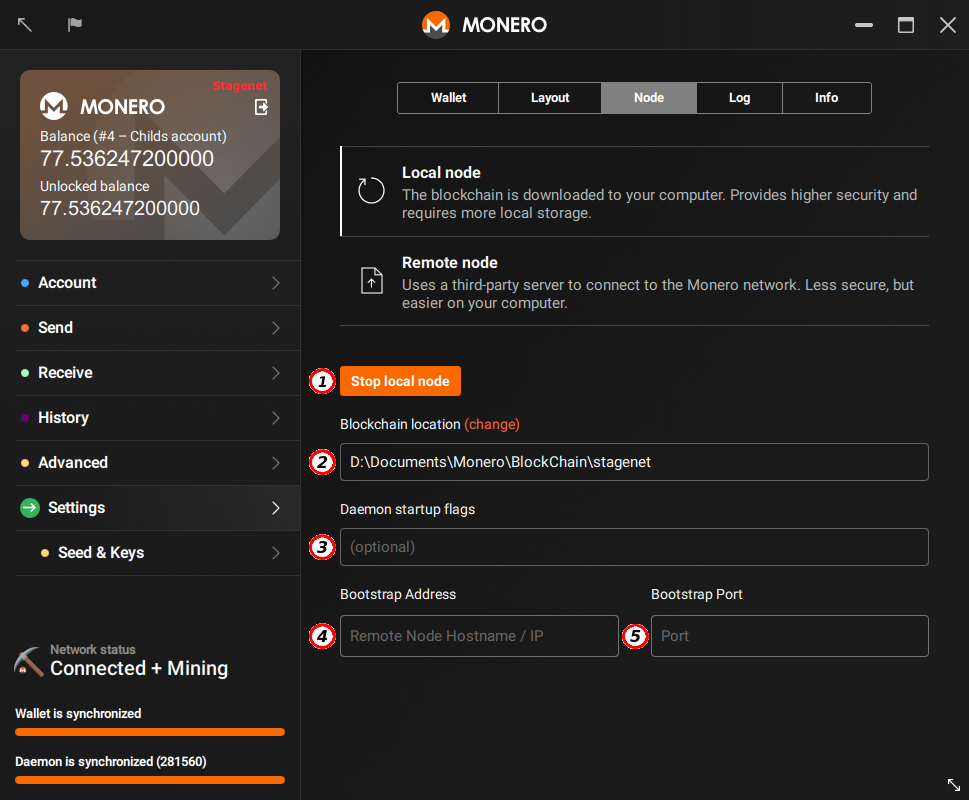 MONERO
Stagenet
MONERO
Balance (#4 – Childs account)
77.536247200000
Unlocked balance
77.536247200000
Account
Send
Receive
History
Advanced
Settings
Seed & Keys
Network status
Connected + Mining
Wallet is synchronized
Daemon is synchronized (281560)
Wallet Layout Node Log Info
Local node
The blockchain is downloaded to your computer. Provides higher security and
requires more local storage.
Remote node
Uses a third-party server to connect to the Monero network. Less secure, but
easier on your computer.
1 Stop local node
Blockchain location (change)
2 D:\Documents\Monero\BlockChain\stagenet
Daemon startup flags
3 (optional)
Bootstrap Address Bootstrap Port
4 Remote Node Hostname / IP 5 Port